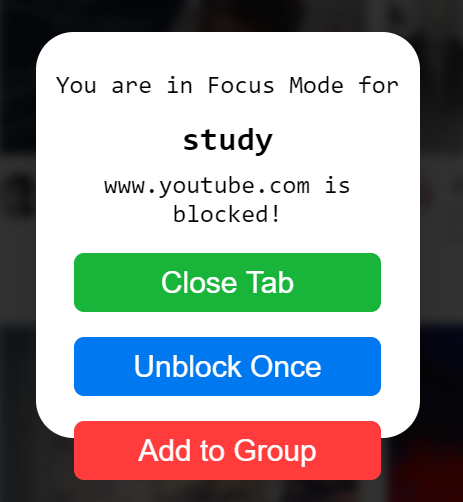 You are in Focus Mode for
study
www.youtube.com is
blocked!
Close Tab
Unblock Once
Add to Group